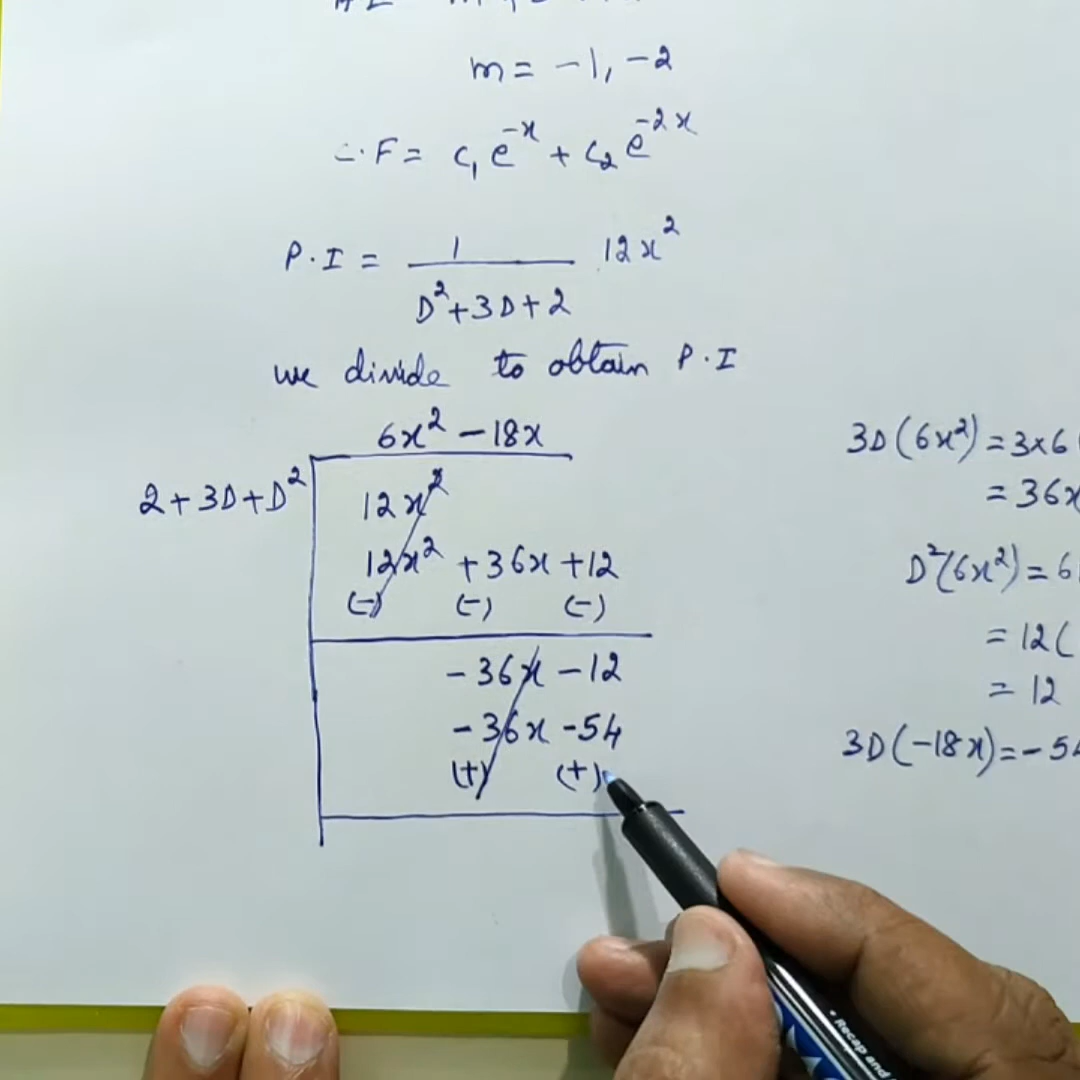 m = -1, -2
C.F = c₁e^{-x} + c₂e^{-2x}
P.I = 1/(D²+3D+2) 12x²
we divide to obtain P.I
6x² - 18x
2 + 3D + D² 12x²
12x² + 36x + 12
(-) (-) (-)
-36x - 12
-36x - 54
(+) (+)
3D(6x²) = 3×6
= 36x
D²(6x²) = 6
= 12(
= 12
3D(-18x) = -54
• Recap and